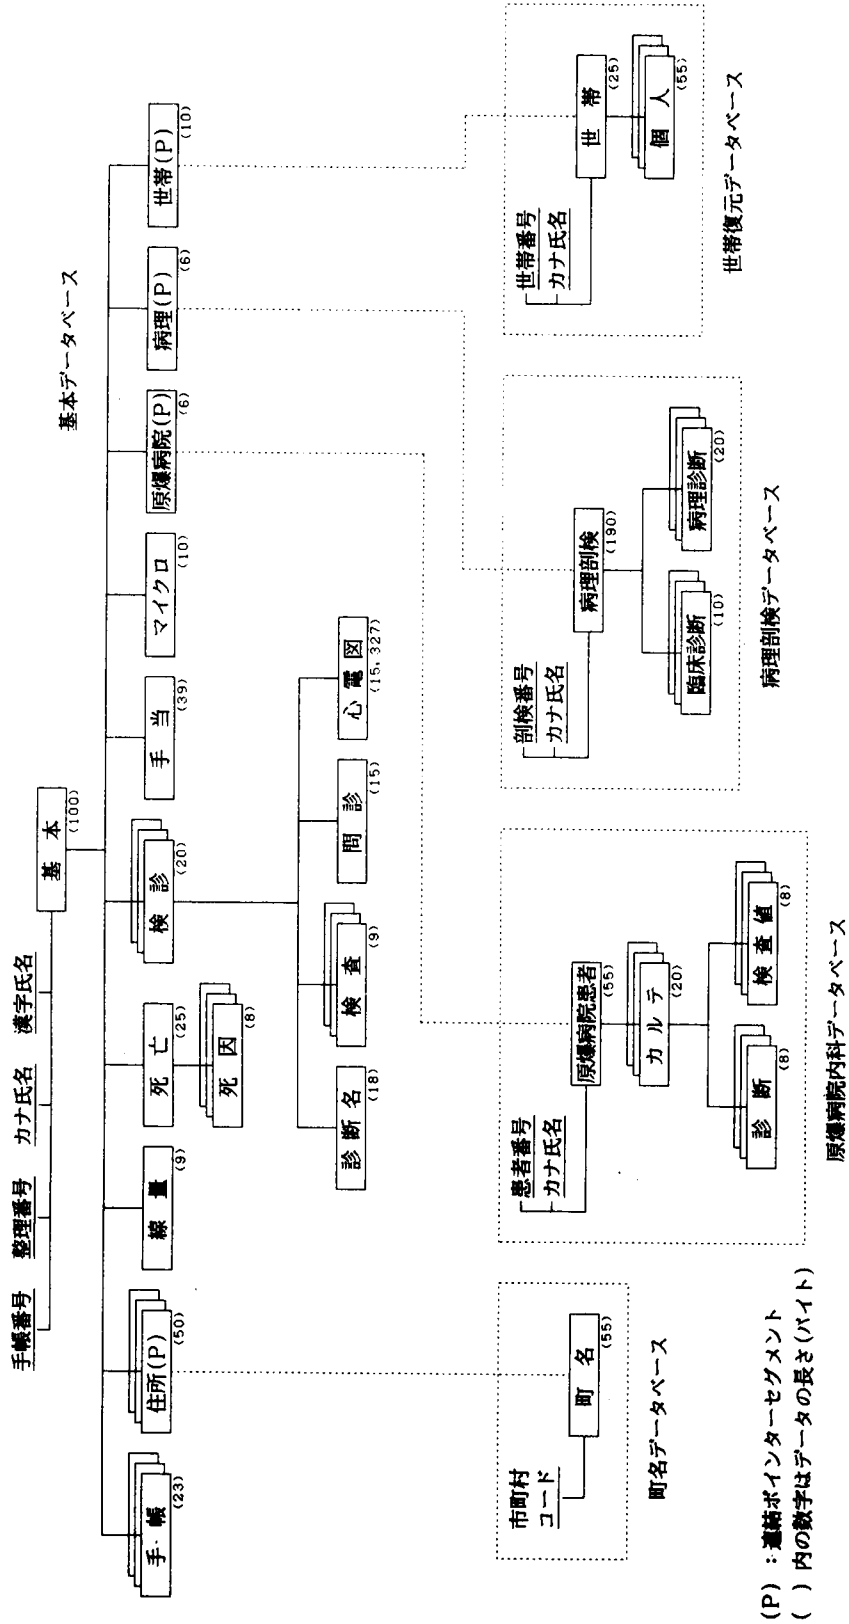 基本データベース
手帳番号 整理番号 カナ氏名 漢字氏名
基本
(100)
手帳
(23)
住所(P)
(50)
線量
(9)
死亡
(25)
検診
(20)
手当
(39)
マイクロ
(10)
原爆病院(P)
(6)
病理(P)
(6)
世帯(P)
(10)
死因
(8)
診断名
(18)
検査
(9)
問診
(15)
心電図
(15,327)
市町村
コード
町名
(55)
町名データベース
患者番号
カナ氏名
原爆病院患者
(55)
カルテ
(20)
診断
(8)
検査値
(8)
原爆病院内科データベース
剖検番号
カナ氏名
病理剖検
(190)
臨床診断
(10)
病理診断
(20)
病理剖検データベース
世帯番号
カナ氏名
世帯
(25)
個人
(55)
世帯復元データベース
(P):連結ポインターセグメント
( )内の数字はデータの長さ(バイト)